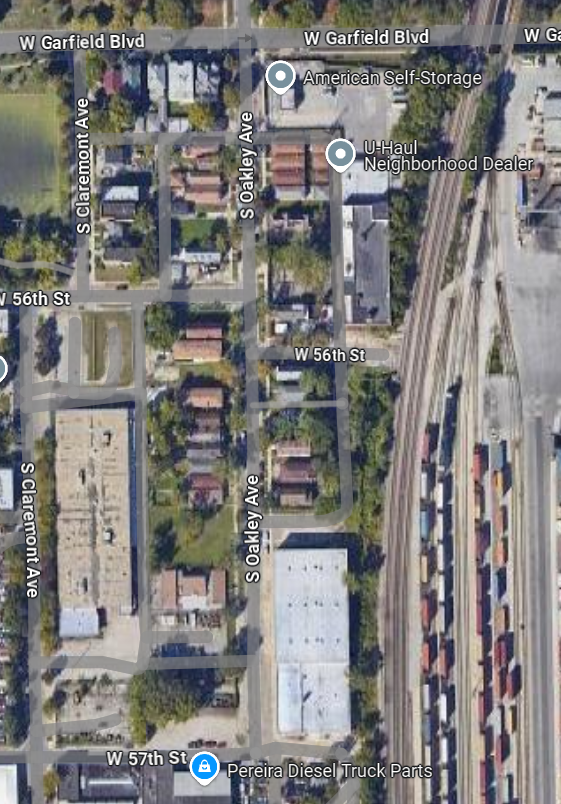 W Garfield Blvd
W Garfield Blvd
W Ga
American Self-Storage
U-Haul
Neighborhood Dealer
S Claremont Ave
S Oakley Ave
W 56th St
W 56th St
S Claremont Ave
S Oakley Ave
W 57th St
Pereira Diesel Truck Parts